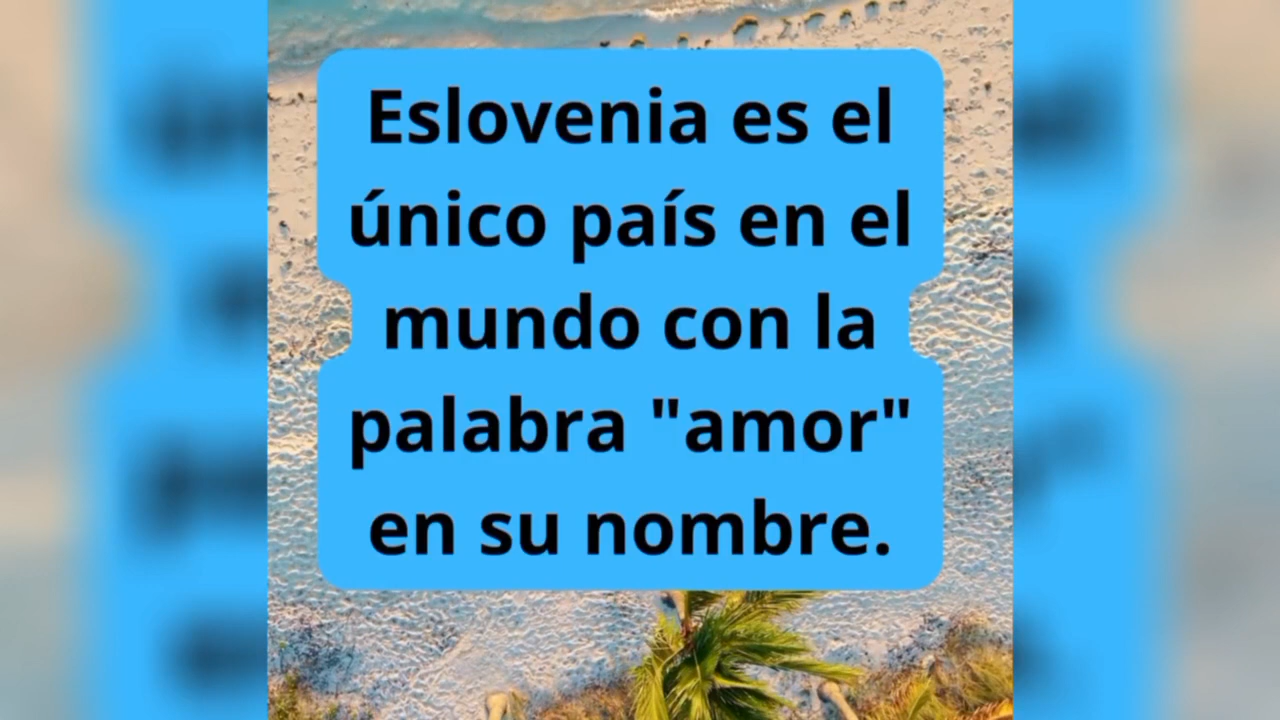 Eslovenia es el
único país en el
mundo con la
palabra "amor"
en su nombre.